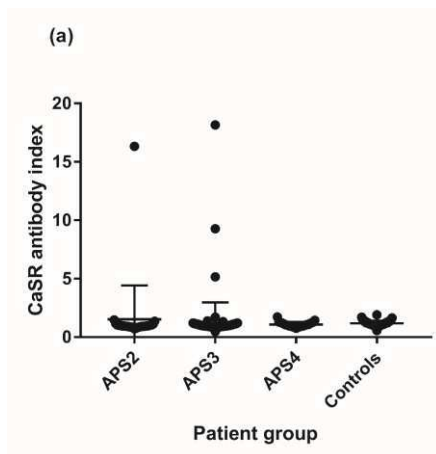 (a)
20
15
10
5
0
CaSR antibody index
APS2
APS3
APS4
Controls
Patient group